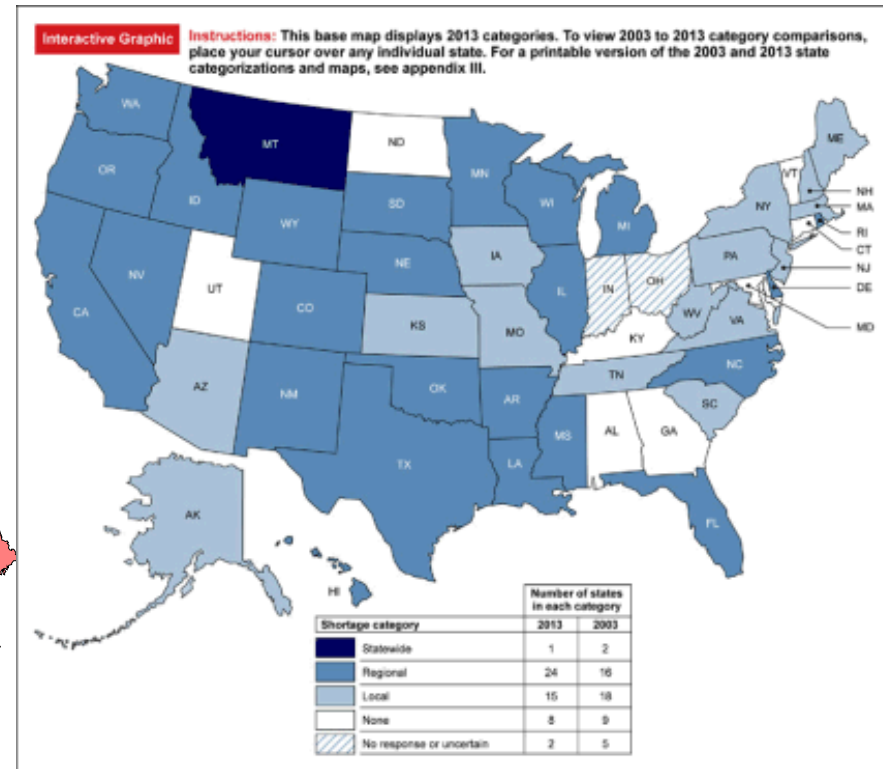 Interactive Graphic
Instructions: This base map displays 2013 categories. To view 2003 to 2013 category comparisons,
place your cursor over any individual state. For a printable version of the 2003 and 2013 state
categorizations and maps, see appendix III.
WA
MT
ND
MN
ME
OR
ID
WY
SD
WI
MI
NY
VT
NH
MA
RI
CT
NJ
DE
MD
NV
UT
CO
NE
IA
IL
IN
OH
PA
WV
VA
CA
KS
MO
KY
AZ
NM
OK
AR
TN
NC
SC
TX
LA
MS
AL
GA
FL
AK
HI
Number of states
in each category
Shortage category 2013 2003
Statewide 1 2
Regional 24 16
Local 15 18
None 8 9
No response or uncertain 2 5